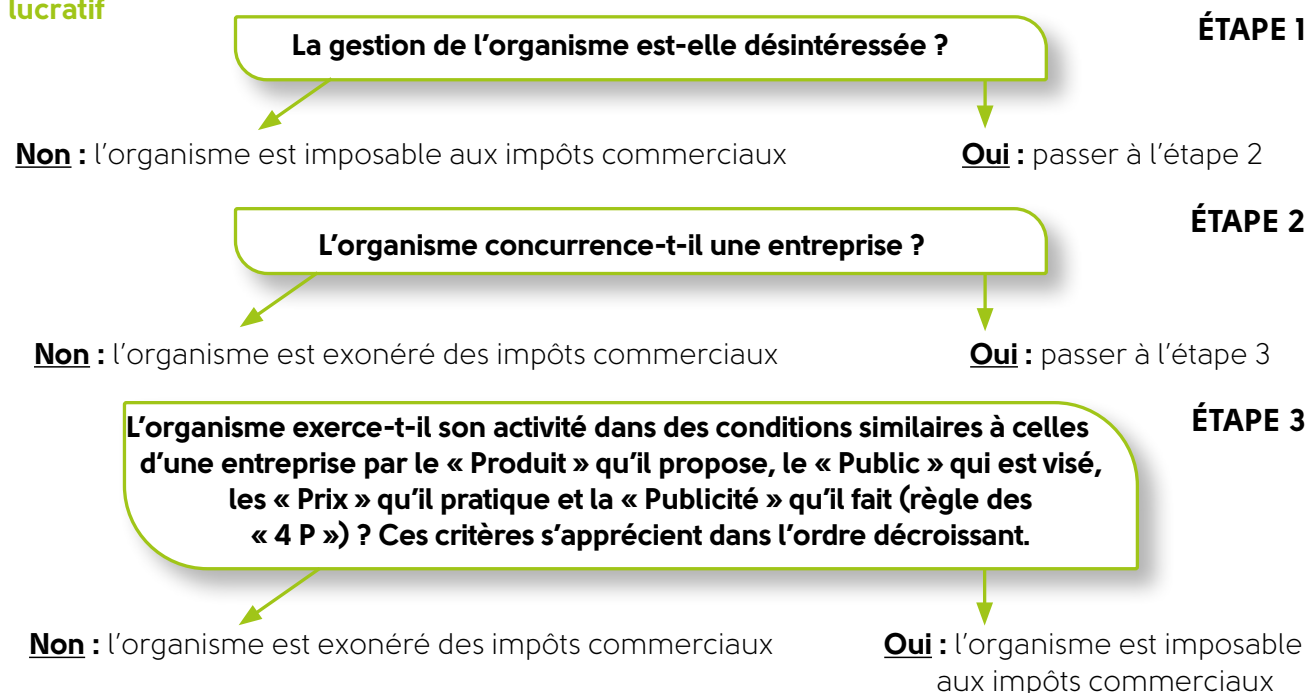 lucratif
La gestion de l’organisme est-elle désintéressée ?
ÉTAPE 1
Non : l’organisme est imposable aux impôts commerciaux
Oui : passer à l’étape 2
ÉTAPE 2
L’organisme concurrence-t-il une entreprise ?
Non : l’organisme est exonéré des impôts commerciaux
Oui : passer à l’étape 3
ÉTAPE 3
L’organisme exerce-t-il son activité dans des conditions similaires à celles
d’une entreprise par le « Produit » qu’il propose, le « Public » qui est visé,
les « Prix » qu’il pratique et la « Publicité » qu’il fait (règle des
« 4 P ») ? Ces critères s’apprécient dans l’ordre décroissant.
Non : l’organisme est exonéré des impôts commerciaux
Oui : l’organisme est imposable
aux impôts commerciaux